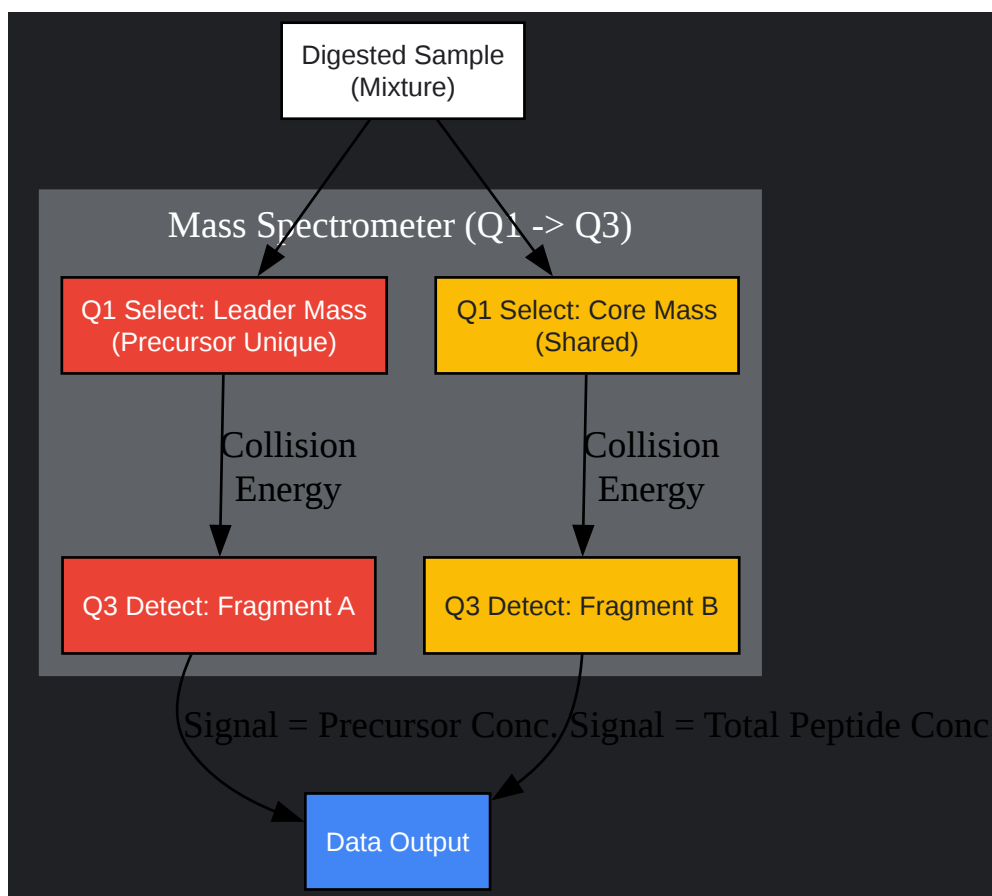 Digested Sample
(Mixture)
Mass Spectrometer (Q1 -> Q3)
Q1 Select: Leader Mass
(Precursor Unique)
Q1 Select: Core Mass
(Shared)
Collision
Energy
Collision
Energy
Q3 Detect: Fragment A
Q3 Detect: Fragment B
Signal = Precursor Conc.
Signal = Total Peptide Conc
Data Output